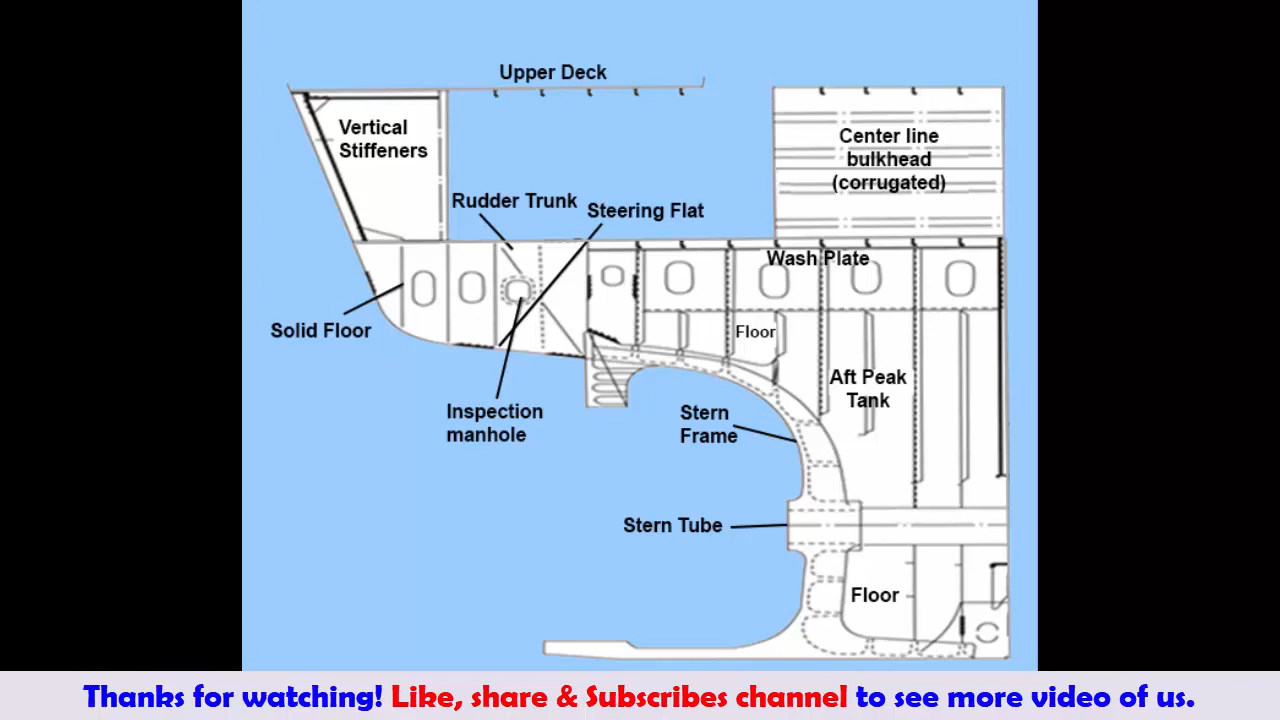 Upper Deck
Vertical
Stiffeners
Center line
bulkhead
(corrugated)
Rudder Trunk
Steering Flat
Wash Plate
Solid Floor
Floor
Aft Peak
Tank
Inspection
manhole
Stern
Frame
Stern Tube
Floor
Thanks for watching! Like, share & Subscribes channel to see more video of us.